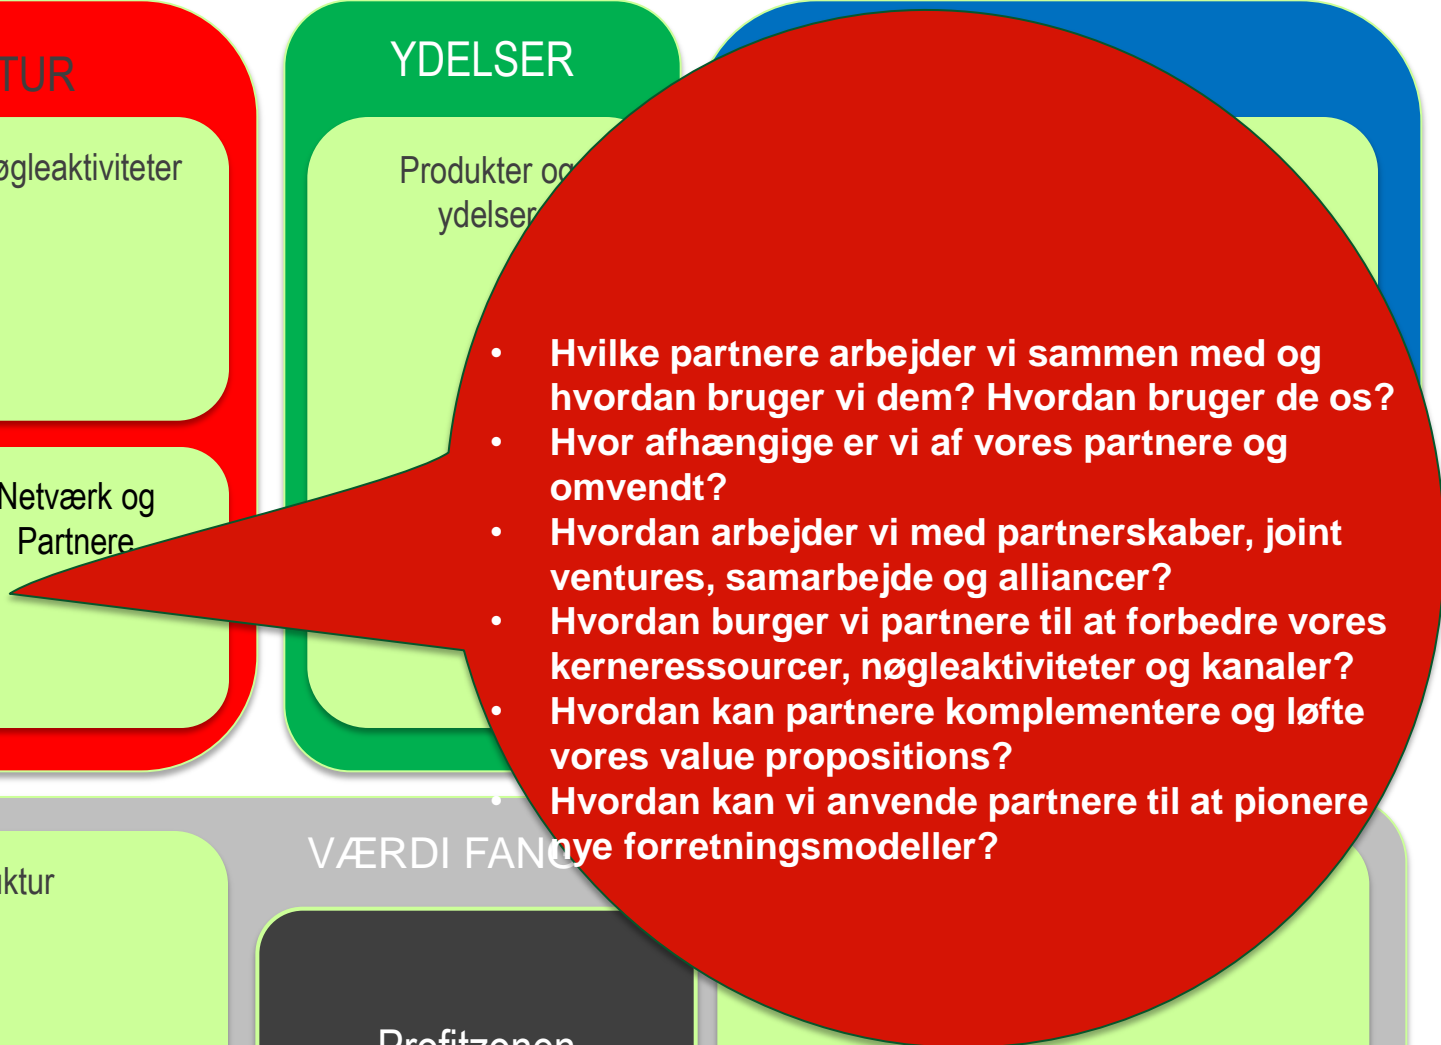 TUR
YDELSER
øgleaktiviteter
Produkter og
ydelser
Netværk og
Partnere
• Hvilke partnere arbejder vi sammen med og
hvordan bruger vi dem? Hvordan bruger de os?
• Hvor afhængige er vi af vores partnere og
omvendt?
• Hvordan arbejder vi med partnerskaber, joint
ventures, samarbejde og alliancer?
• Hvordan burger vi partnere til at forbedre vores
kerneressourcer, nøgleaktiviteter og kanaler?
• Hvordan kan partnere komplementere og løfte
vores value propositions?
• Hvordan kan vi anvende partnere til at pionere
nye forretningsmodeller?
VÆRDI FANG
ktur
Profitzonen